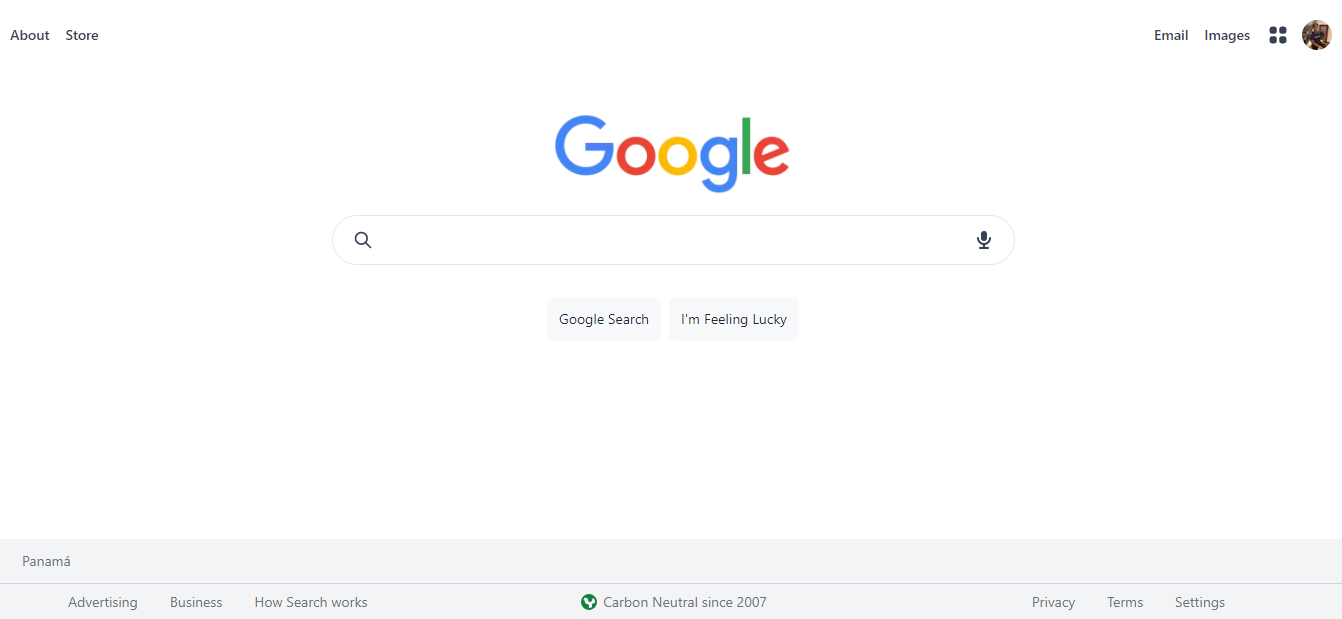 About Store Email Images
Google
Google Search I'm Feeling Lucky
Panamá
Advertising Business How Search works Carbon Neutral since 2007 Privacy Terms Settings